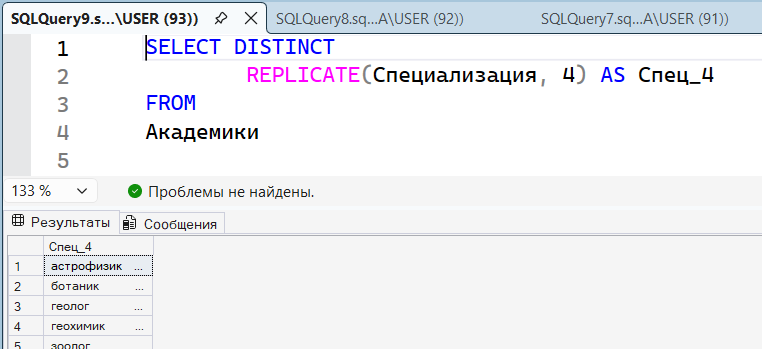 SQLQuery9.s...\USER (93)) SQLQuery8.sq...A\USER (92)) SQLQuery7.sq...A\USER (91))
1 SELECT DISTINCT
2 REPLICATE(Специализация, 4) AS Спец_4
3 FROM
4 Академики
5
133 % Проблемы не найдены.
Результаты Сообщения
Спец_4
1 астрофизик ...
2 ботаник ...
3 геолог ...
4 геохимик ...
5 зоолог